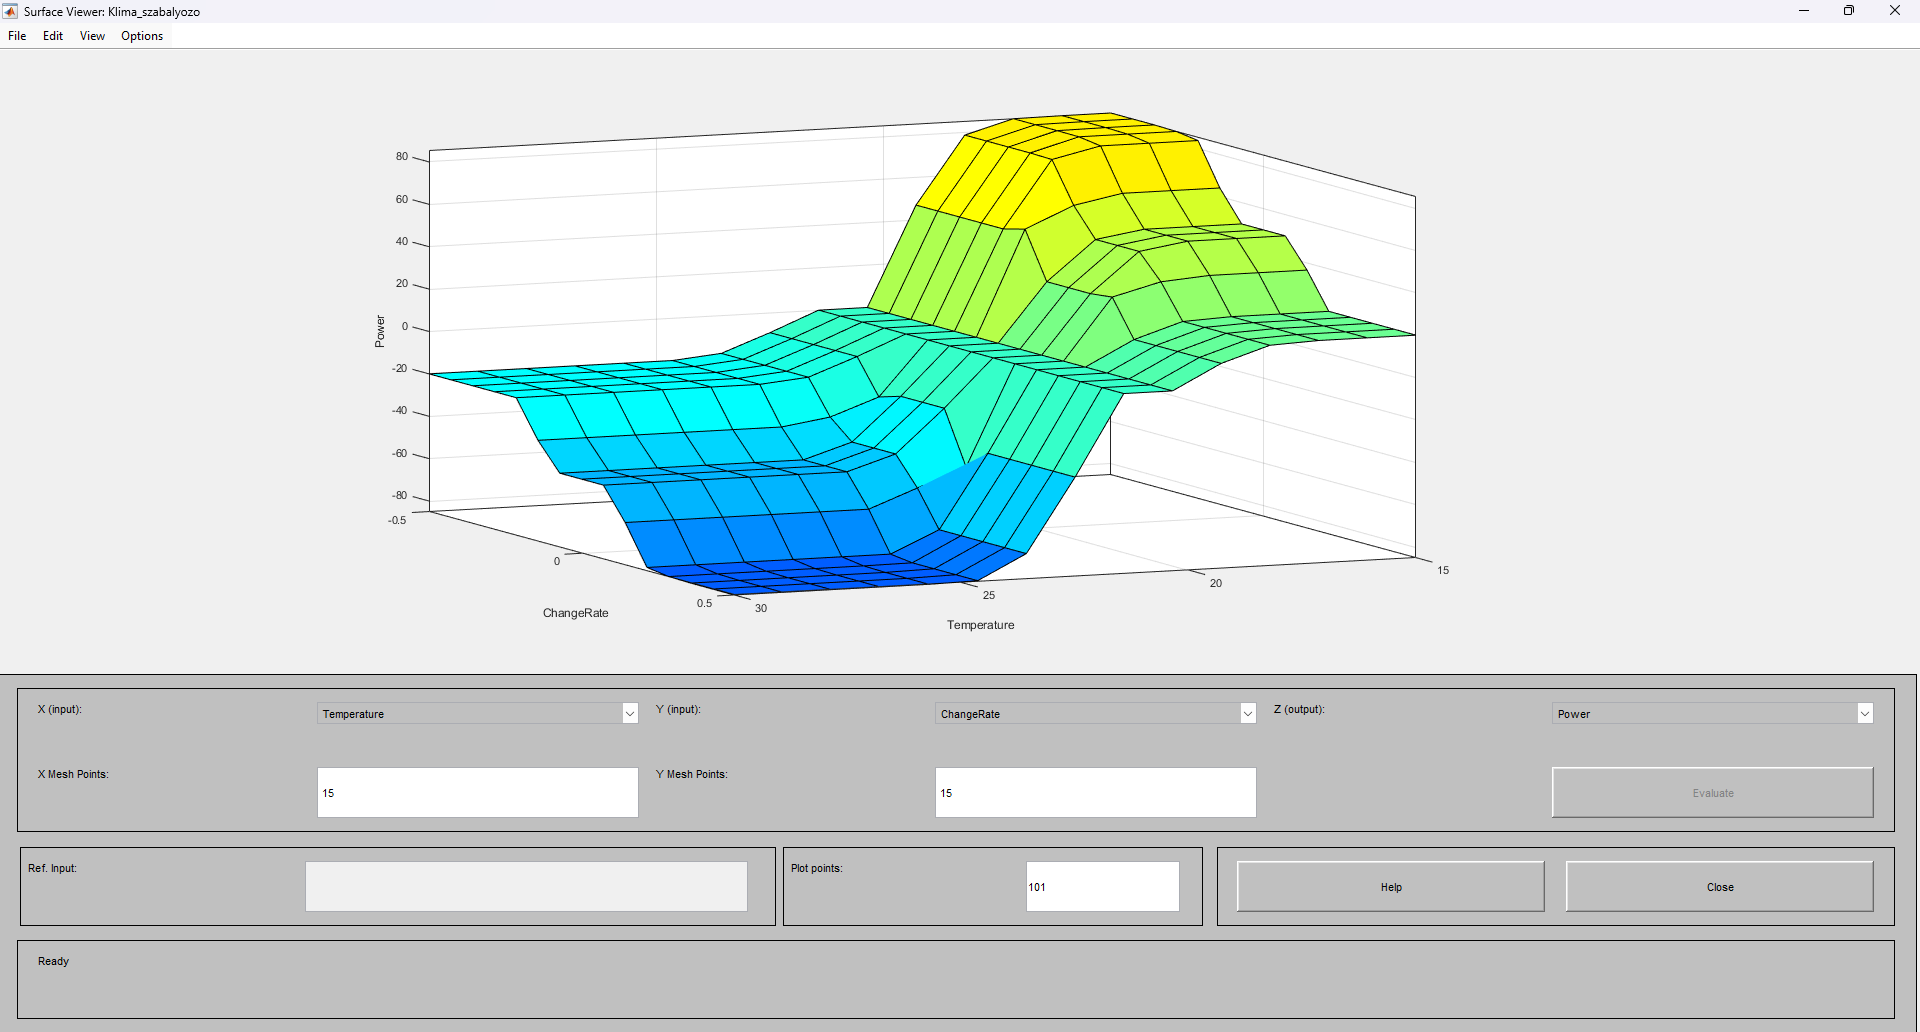 Surface Viewer: Klima_szabalyozo
File Edit View Options
80
60
40
20
0
-20
-40
-60
-80
Power
-0.5
0
0.5
ChangeRate
30
25
20
15
Temperature
X (input): Temperature Y (input): ChangeRate Z (output): Power
X Mesh Points: 15 Y Mesh Points: 15 Evaluate
Ref. Input: Plot points: 101 Help Close
Ready